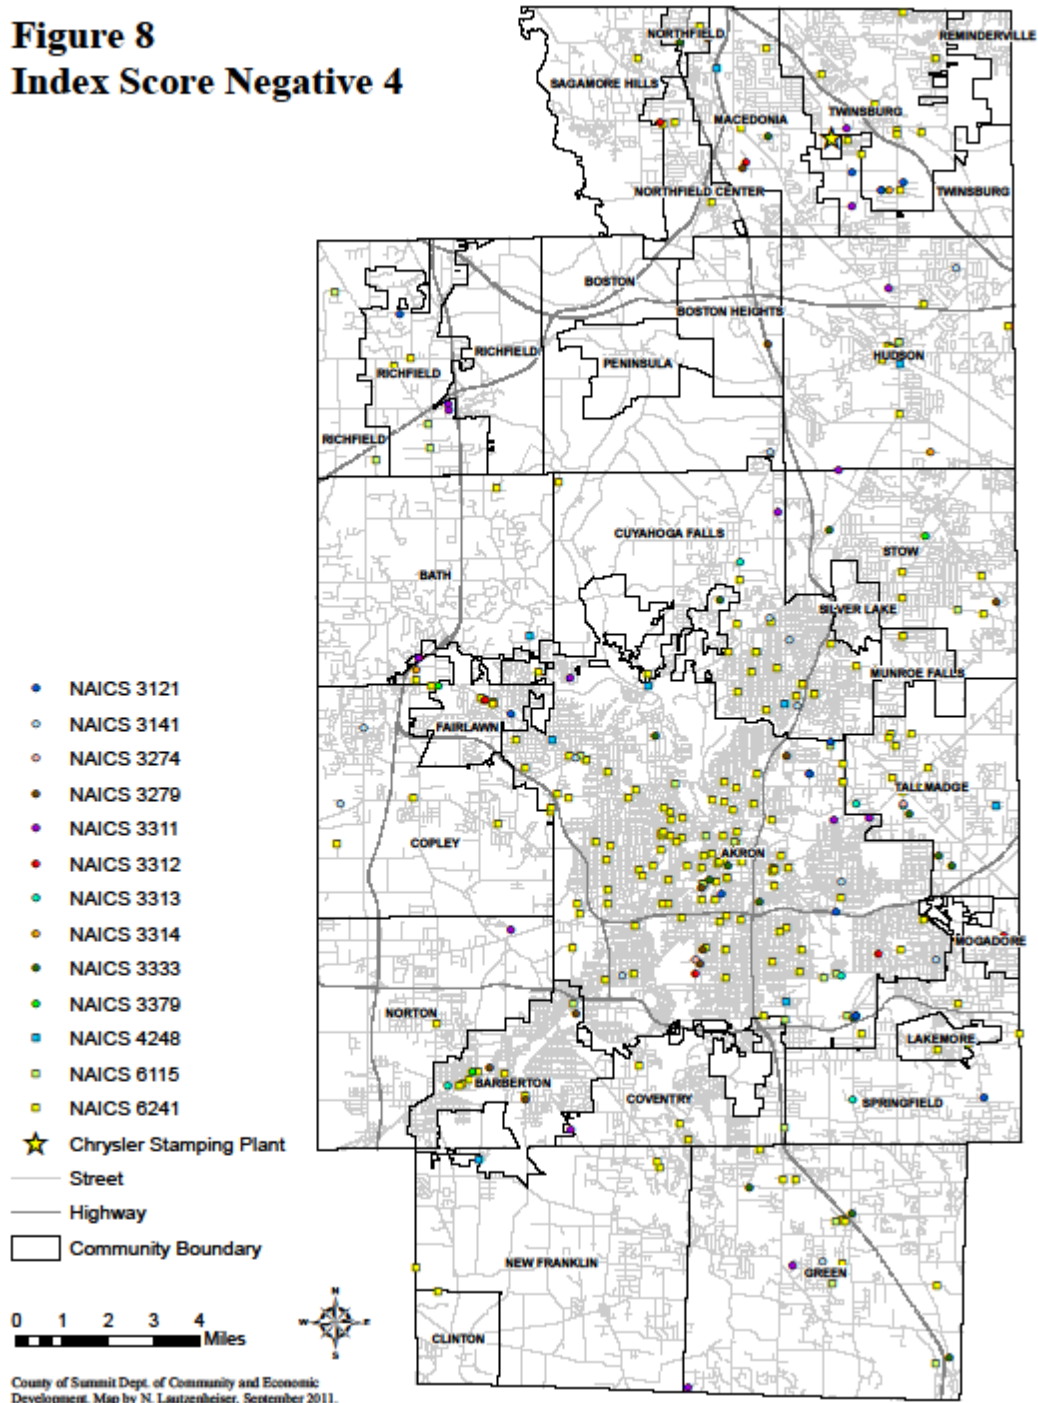 Figure 8
Index Score Negative 4
NORTHFIELD
REMINDERVILLE
SAGAMORE HILLS
TWINSBURG
MACEDONIA
NORTHFIELD CENTER
TWINSBURG
BOSTON
BOSTON HEIGHTS
RICHFIELD
PENINSULA
HUDSON
RICHFIELD
RICHFIELD
CUYAHOGA FALLS
STOW
BATH
SILVER LAKE
MUNROE FALLS
FAIRLAWN
TALLMADGE
COPLEY
AKRON
MOGADORE
NORTON
LAKEMORE
BARBERTON
COVENTRY
SPRINGFIELD
NEW FRANKLIN
GREEN
CLINTON
NAICS 3121
NAICS 3141
NAICS 3274
NAICS 3279
NAICS 3311
NAICS 3312
NAICS 3313
NAICS 3314
NAICS 3333
NAICS 3379
NAICS 4248
NAICS 6115
NAICS 6241
Chrysler Stamping Plant
Street
Highway
Community Boundary
N
W E
S
0 1 2 3 4
Miles
County of Summit Dept. of Community and Economic
Development. Map by N. Lautzenheiser. September 2011.